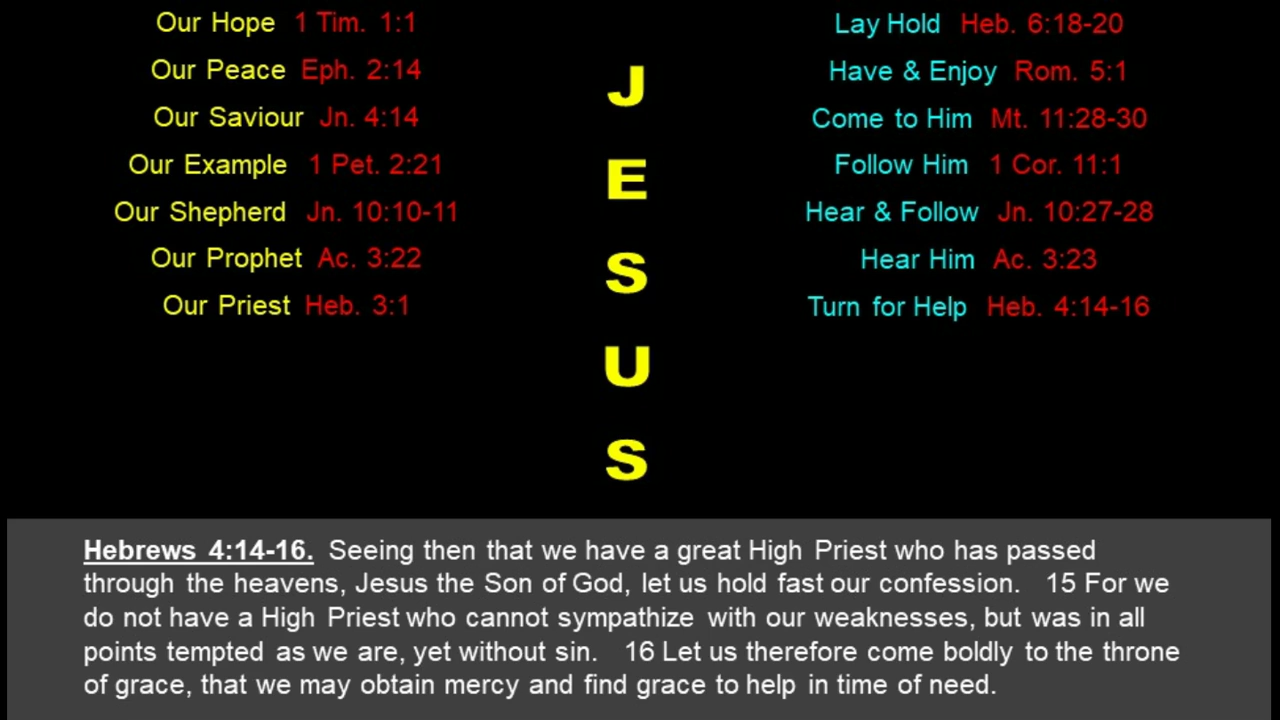 Our Hope 1 Tim. 1:1
Our Peace Eph. 2:14
Our Saviour Jn. 4:14
Our Example 1 Pet. 2:21
Our Shepherd Jn. 10:10-11
Our Prophet Ac. 3:22
Our Priest Heb. 3:1
J
E
S
U
S
Lay Hold Heb. 6:18-20
Have & Enjoy Rom. 5:1
Come to Him Mt. 11:28-30
Follow Him 1 Cor. 11:1
Hear & Follow Jn. 10:27-28
Hear Him Ac. 3:23
Turn for Help Heb. 4:14-16
Hebrews 4:14-16. Seeing then that we have a great High Priest who has passed
through the heavens, Jesus the Son of God, let us hold fast our confession. 15 For we
do not have a High Priest who cannot sympathize with our weaknesses, but was in all
points tempted as we are, yet without sin. 16 Let us therefore come boldly to the throne
of grace, that we may obtain mercy and find grace to help in time of need.